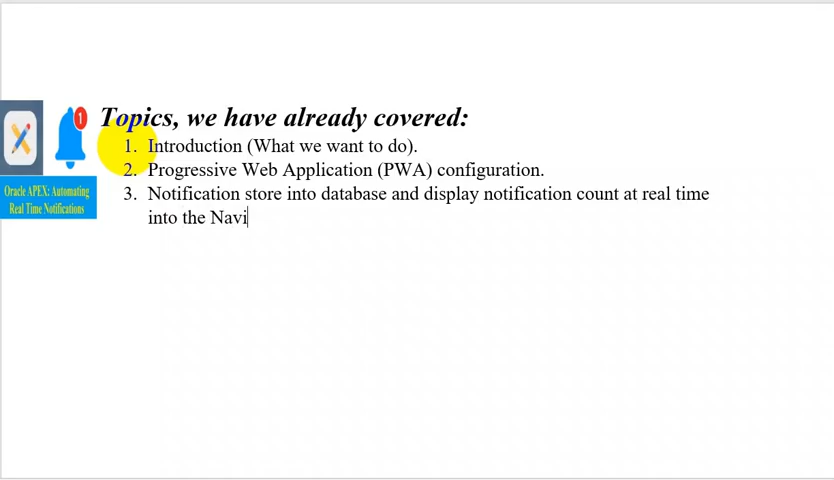 Topics, we have already covered:
1. Introduction (What we want to do).
2. Progressive Web Application (PWA) configuration.
3. Notification store into database and display notification count at real time
into the Navi
1
Oracle APEX: Automating
Real Time Notifications